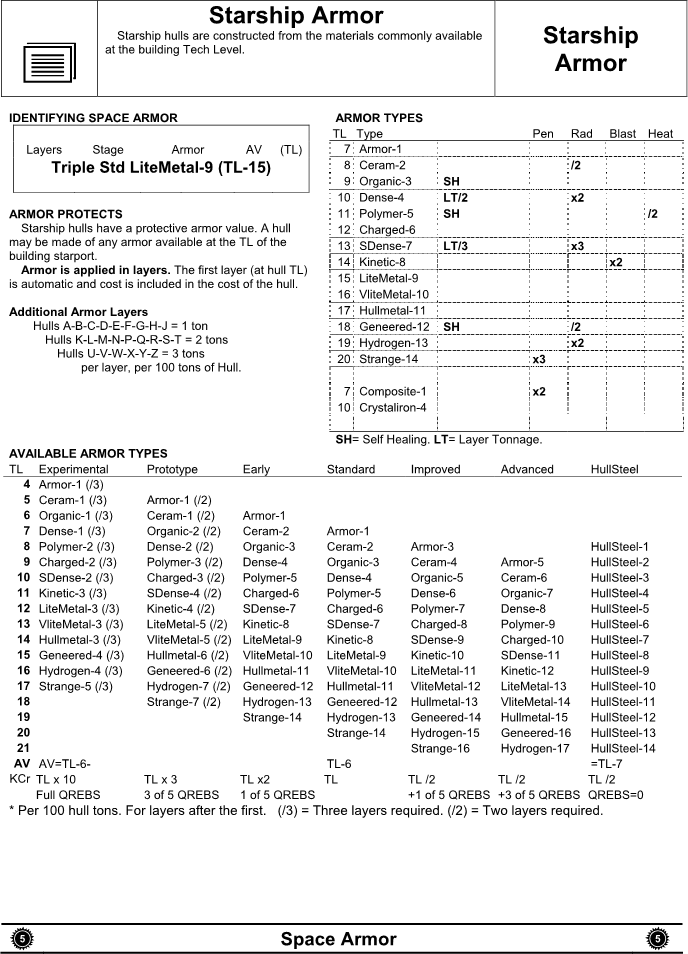 Starship Armor
Starship hulls are constructed from the materials commonly available
at the building Tech Level.
Starship
Armor
IDENTIFYING SPACE ARMOR
Layers Stage Armor AV (TL)
Triple Std LiteMetal-9 (TL-15)
ARMOR PROTECTS
Starship hulls have a protective armor value. A hull
may be made of any armor available at the TL of the
building starport.
Armor is applied in layers. The first layer (at hull TL)
is automatic and cost is included in the cost of the hull.
Additional Armor Layers
Hulls A-B-C-D-E-F-G-H-J = 1 ton
Hulls K-L-M-N-P-Q-R-S-T = 2 tons
Hulls U-V-W-X-Y-Z = 3 tons
per layer, per 100 tons of Hull.
ARMOR TYPES
TL Type Pen Rad Blast Heat
7 Armor-1
8 Ceram-2 /2
9 Organic-3 SH
10 Dense-4 LT/2 x2
11 Polymer-5 SH /2
12 Charged-6
13 SDense-7 LT/3 x3
14 Kinetic-8 x2
15 LiteMetal-9
16 VliteMetal-10
17 Hullmetal-11
18 Geneered-12 SH /2
19 Hydrogen-13 x2
20 Strange-14 x3
7 Composite-1 x2
10 Crystaliron-4
SH= Self Healing. LT= Layer Tonnage.
AVAILABLE ARMOR TYPES
TL Experimental Prototype Early Standard Improved Advanced HullSteel
4 Armor-1 (/3)
5 Ceram-1 (/3) Armor-1 (/2)
6 Organic-1 (/3) Ceram-1 (/2) Armor-1
7 Dense-1 (/3) Organic-2 (/2) Ceram-2 Armor-1
8 Polymer-2 (/3) Dense-2 (/2) Organic-3 Ceram-2 Armor-3 HullSteel-1
9 Charged-2 (/3) Polymer-3 (/2) Dense-4 Organic-3 Ceram-4 Armor-5 HullSteel-2
10 SDense-2 (/3) Charged-3 (/2) Polymer-5 Dense-4 Organic-5 Ceram-6 HullSteel-3
11 Kinetic-3 (/3) SDense-4 (/2) Charged-6 Polymer-5 Dense-6 Organic-7 HullSteel-4
12 LiteMetal-3 (/3) Kinetic-4 (/2) SDense-7 Charged-6 Polymer-7 Dense-8 HullSteel-5
13 VliteMetal-3 (/3) LiteMetal-5 (/2) Kinetic-8 SDense-7 Charged-8 Polymer-9 HullSteel-6
14 Hullmetal-3 (/3) VliteMetal-5 (/2) LiteMetal-9 Kinetic-8 SDense-9 Charged-10 HullSteel-7
15 Geneered-4 (/3) Hullmetal-6 (/2) VliteMetal-10 LiteMetal-9 Kinetic-10 SDense-11 HullSteel-8
16 Hydrogen-4 (/3) Geneered-6 (/2) Hullmetal-11 VliteMetal-10 LiteMetal-11 Kinetic-12 HullSteel-9
17 Strange-5 (/3) Hydrogen-7 (/2) Geneered-12 Hullmetal-11 VliteMetal-12 LiteMetal-13 HullSteel-10
18 Strange-7 (/2) Hydrogen-13 Geneered-12 Hullmetal-13 VliteMetal-14 HullSteel-11
19 Strange-14 Hydrogen-13 Geneered-14 Hullmetal-15 HullSteel-12
20 Strange-14 Hydrogen-15 Geneered-16 HullSteel-13
21 Strange-16 Hydrogen-17 HullSteel-14
AV AV=TL-6- TL-6 =TL-7
KCr TL x 10 TL x 3 TL x2 TL TL /2 TL /2 TL /2
Full QREBS 3 of 5 QREBS 1 of 5 QREBS +1 of 5 QREBS +3 of 5 QREBS QREBS=0
* Per 100 hull tons. For layers after the first. (/3) = Three layers required. (/2) = Two layers required.
5 Space Armor 5